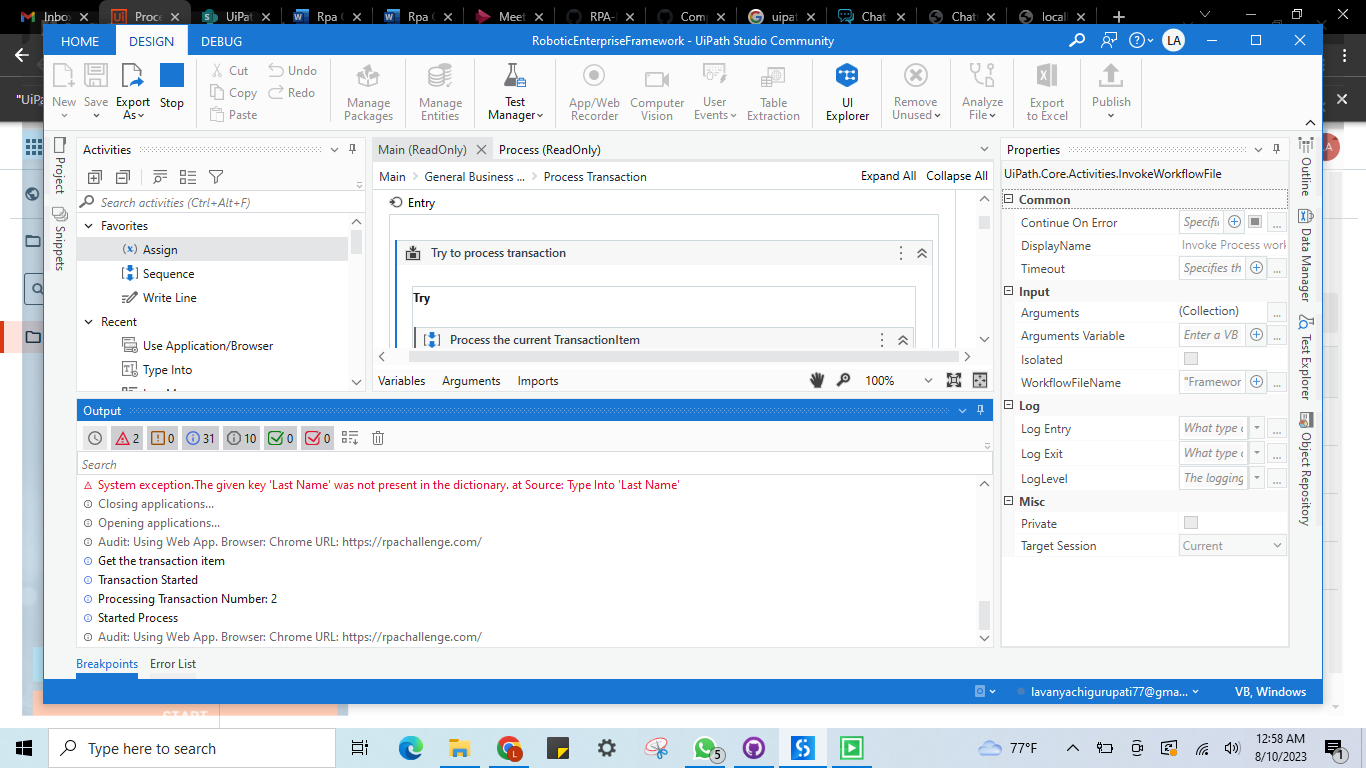 Inbo
Proce
UiPat
Rpa
Rpa
Meet
RPA-
Com
uipat
Chat
Chat
local
HOME
DESIGN
DEBUG
RoboticEnterpriseFramework - UiPath Studio Community
LA
"UiPa
New
Save
Export As
Stop
Cut
Copy
Paste
Undo
Redo
Manage Packages
Manage Entities
Test Manager
App/Web Recorder
Computer Vision
User Events
Table Extraction
UI Explorer
Remove Unused
Analyze File
Export to Excel
Publish
Project
Snippets
Activities
Search activities (Ctrl+Alt+F)
Favorites
Assign
Sequence
Write Line
Recent
Use Application/Browser
Type Into
Main (ReadOnly)
Process (ReadOnly)
Main
General Business ...
Process Transaction
Expand All
Collapse All
Entry
Try to process transaction
Try
Process the current TransactionItem
Variables
Arguments
Imports
100%
Output
2
0
31
10
0
0
Search
System exception.The given key 'Last Name' was not present in the dictionary. at Source: Type Into 'Last Name'
Closing applications...
Opening applications...
Audit: Using Web App. Browser: Chrome URL: https://rpachallenge.com/
Get the transaction item
Transaction Started
Processing Transaction Number: 2
Started Process
Audit: Using Web App. Browser: Chrome URL: https://rpachallenge.com/
Breakpoints
Error List
Properties
UiPath.Core.Activities.InvokeWorkflowFile
Common
Continue On Error
Specifi
DisplayName
Invoke Process work
Timeout
Specifies th
Input
Arguments
(Collection)
Arguments Variable
Enter a VB
Isolated
WorkflowFileName
"Framewor
Log
Log Entry
What type o
Log Exit
What type o
LogLevel
The logging
Misc
Private
Target Session
Current
Outline
Data Manager
Test Explorer
Object Repository
lavanyachigurupati77@gma...
VB, Windows
START
Type here to search
L
5
77°F
12:58 AM
8/10/2023
1